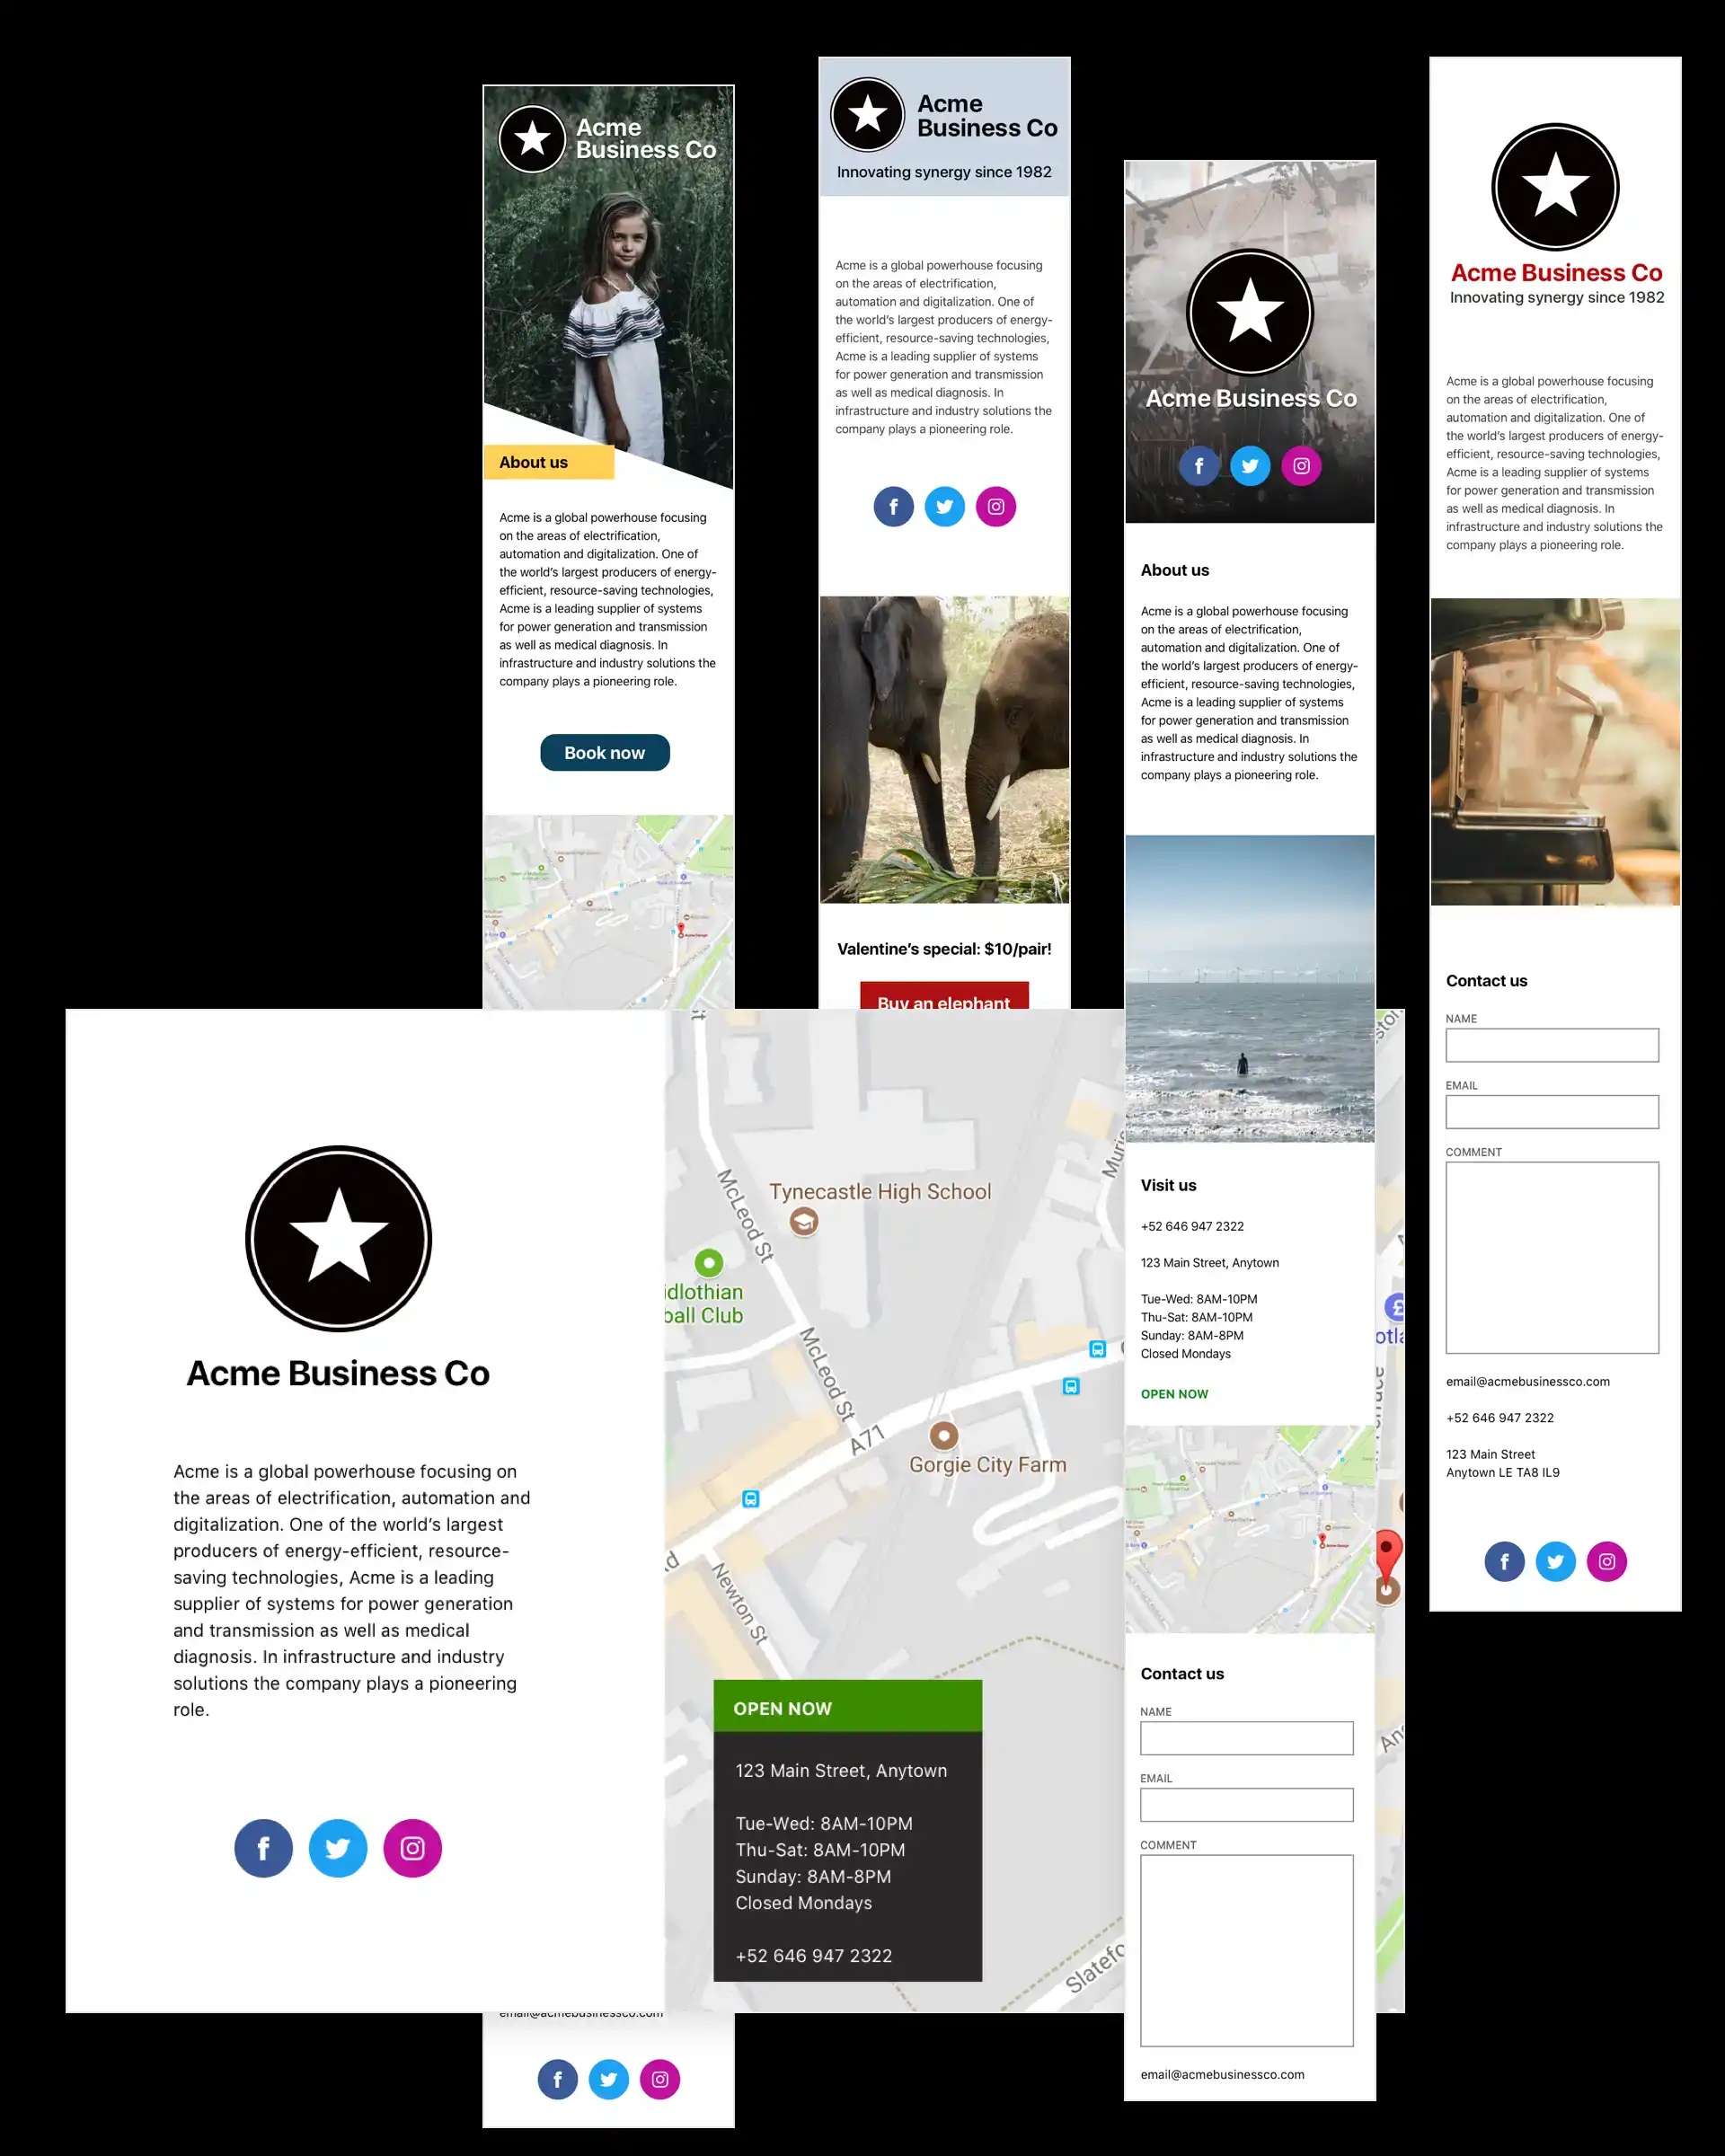 Acme
Business Co
About us
Acme is a global powerhouse focusing
on the areas of electrification,
automation and digitalization. One of
the world's largest producers of energy-
efficient, resource-saving technologies,
Acme is a leading supplier of systems
for power generation and transmission
as well as medical diagnosis. In
infrastructure and industry solutions the
company plays a pioneering role.
Book now
email@acmebusinessco.com
Acme
Business Co
Innovating synergy since 1982
Acme is a global powerhouse focusing
on the areas of electrification,
automation and digitalization. One of
the world's largest producers of energy-
efficient, resource-saving technologies,
Acme is a leading supplier of systems
for power generation and transmission
as well as medical diagnosis. In
infrastructure and industry solutions the
company plays a pioneering role.
Valentine's special: $10/pair!
Buy an elephant
Acme Business Co
About us
Acme is a global powerhouse focusing
on the areas of electrification,
automation and digitalization. One of
the world's largest producers of energy-
efficient, resource-saving technologies,
Acme is a leading supplier of systems
for power generation and transmission
as well as medical diagnosis. In
infrastructure and industry solutions the
company plays a pioneering role.
Visit us
+52 646 947 2322
123 Main Street, Anytown
Tue-Wed: 8AM-10PM
Thu-Sat: 8AM-10PM
Sunday: 8AM-8PM
Closed Mondays
OPEN NOW
Contact us
NAME
EMAIL
COMMENT
email@acmebusinessco.com
Acme Business Co
Innovating synergy since 1982
Acme is a global powerhouse focusing
on the areas of electrification,
automation and digitalization. One of
the world's largest producers of energy-
efficient, resource-saving technologies,
Acme is a leading supplier of systems
for power generation and transmission
as well as medical diagnosis. In
infrastructure and industry solutions the
company plays a pioneering role.
Contact us
NAME
EMAIL
COMMENT
email@acmebusinessco.com
+52 646 947 2322
123 Main Street
Anytown LE TA8 IL9
Acme Business Co
Acme is a global powerhouse focusing on
the areas of electrification, automation and
digitalization. One of the world's largest
producers of energy-efficient, resource-
saving technologies, Acme is a leading
supplier of systems for power generation
and transmission as well as medical
diagnosis. In infrastructure and industry
solutions the company plays a pioneering
role.
Tynecastle High School
McLeod St
idlothian
ball Club
McLeod St
A71
Gorgie City Farm
Newton St
Murie
Slatefo
OPEN NOW
123 Main Street, Anytown
Tue-Wed: 8AM-10PM
Thu-Sat: 8AM-10PM
Sunday: 8AM-8PM
Closed Mondays
+52 646 947 2322